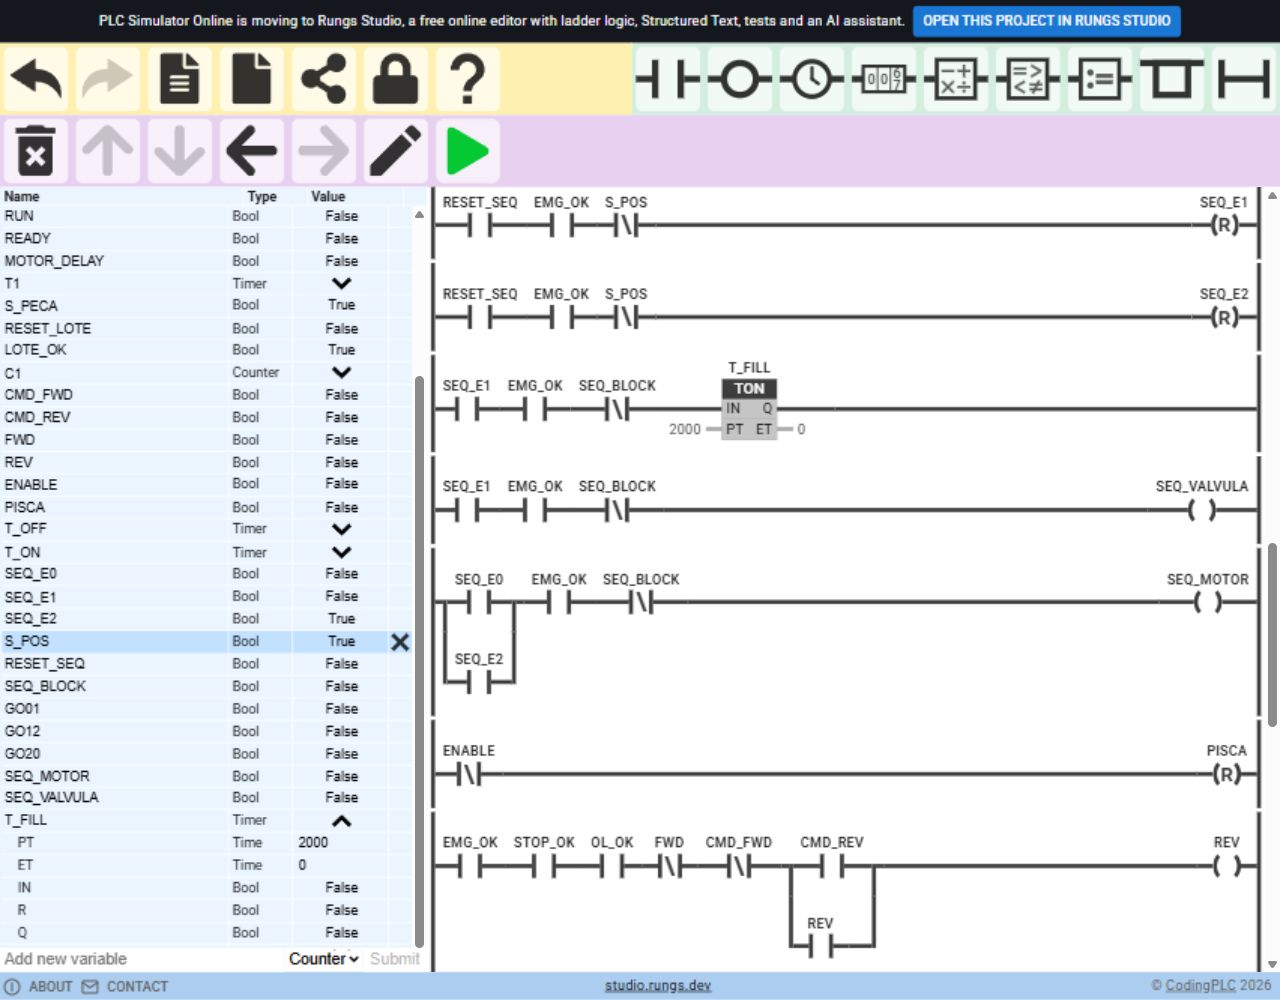 PLC Simulator Online is moving to Rungs Studio, a free online editor with ladder logic, Structured Text, tests and an AI assistant. OPEN THIS PROJECT IN RUNGS STUDIO
Name Type Value
RUN Bool False
READY Bool False
MOTOR_DELAY Bool False
T1 Timer
S_PECA Bool True
RESET_LOTE Bool False
LOTE_OK Bool True
C1 Counter
CMD_FWD Bool False
CMD_REV Bool False
FWD Bool False
REV Bool False
ENABLE Bool False
PISCA Bool False
T_OFF Timer
T_ON Timer
SEQ_E0 Bool False
SEQ_E1 Bool False
SEQ_E2 Bool True
S_POS Bool True
RESET_SEQ Bool False
SEQ_BLOCK Bool False
GO01 Bool False
GO12 Bool False
GO20 Bool False
SEQ_MOTOR Bool False
SEQ_VALVULA Bool False
T_FILL Timer
PT Time 2000
ET Time 0
IN Bool False
R Bool False
Q Bool False
Add new variable Counter Submit
RESET_SEQ EMG_OK S_POS SEQ_E1
(R)
RESET_SEQ EMG_OK S_POS SEQ_E2
(R)
T_FILL
SEQ_E1 EMG_OK SEQ_BLOCK TON
IN Q
2000 PT ET 0
SEQ_E1 EMG_OK SEQ_BLOCK SEQ_VALVULA
SEQ_E0 EMG_OK SEQ_BLOCK SEQ_MOTOR
SEQ_E2
ENABLE PISCA
(R)
EMG_OK STOP_OK OL_OK FWD CMD_FWD CMD_REV REV
REV
ABOUT CONTACT studio.rungs.dev © CodingPLC 2026